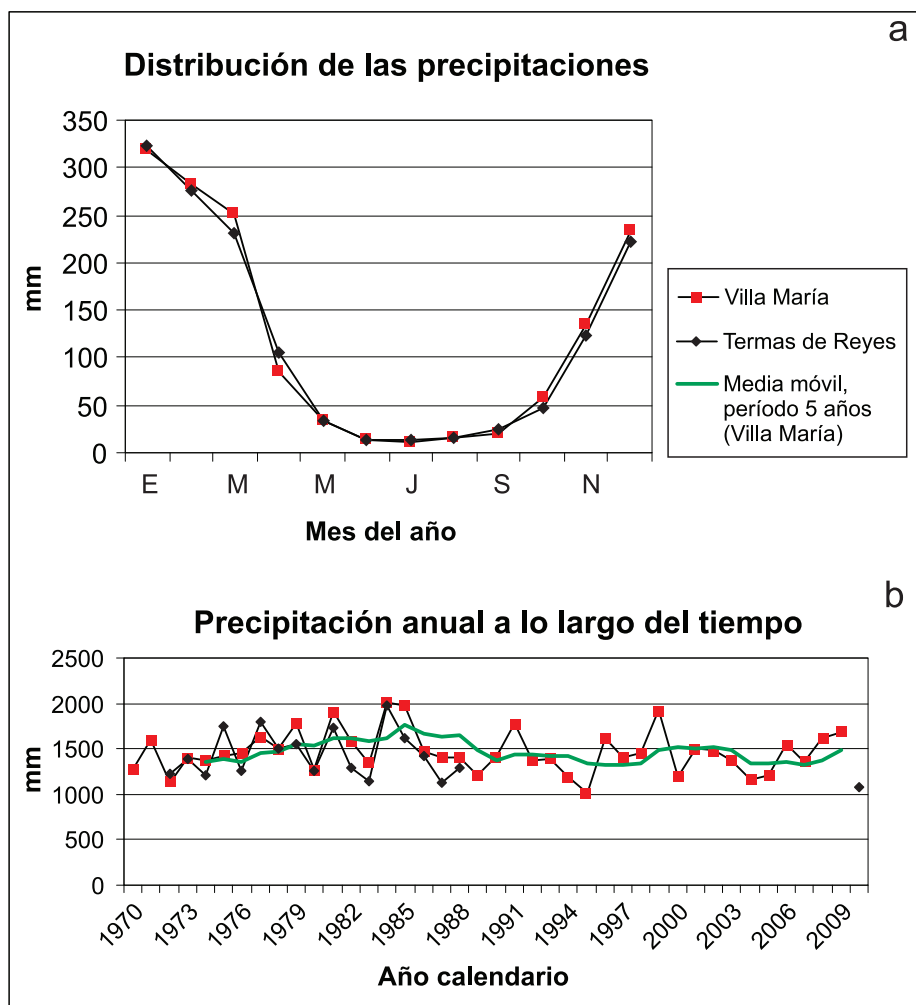 a
Distribución de las precipitaciones
350
300
250
200
150
100
50
0
mm
E M M J S N
Mes del año
Villa María
Termas de Reyes
Media móvil,
período 5 años
(Villa María)
b
Precipitación anual a lo largo del tiempo
2500
2000
1500
1000
500
0
mm
1970 1973 1976 1979 1982 1985 1988 1991 1994 1997 2000 2003 2006 2009
Año calendario